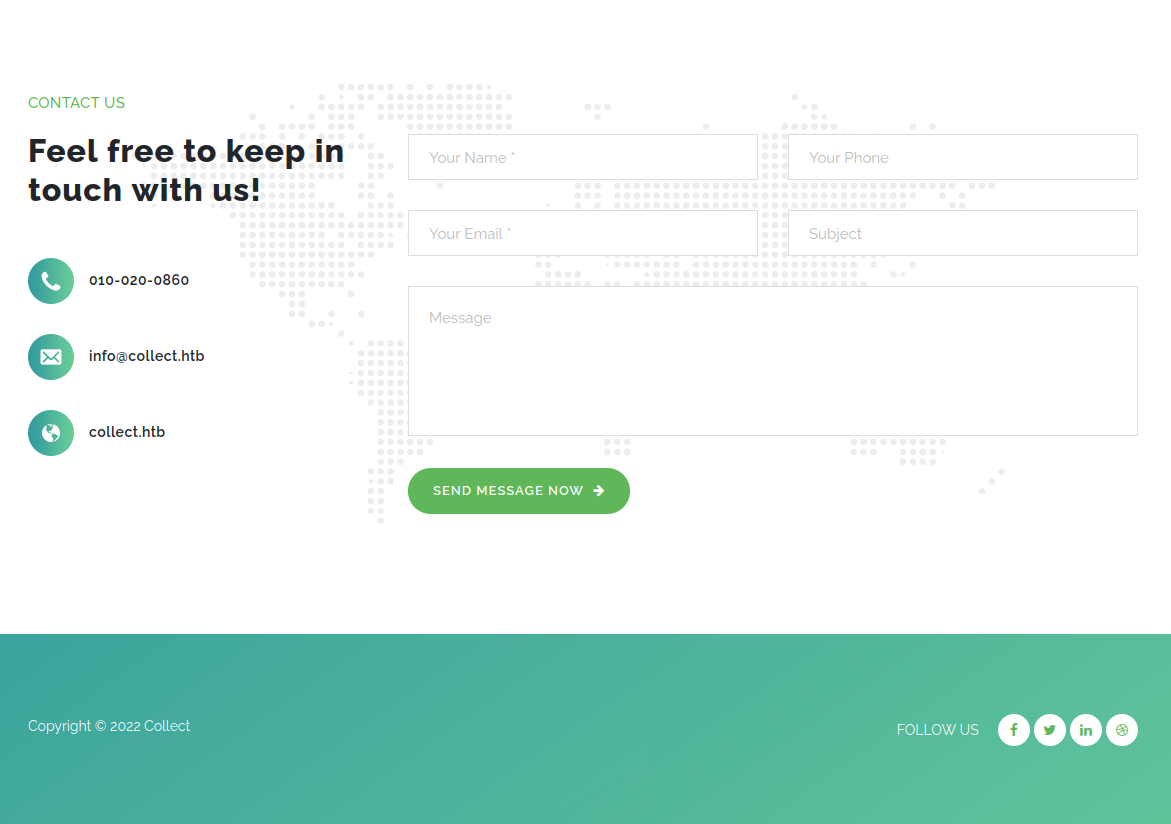 CONTACT US
Feel free to keep in
touch with us!
010-020-0860
info@collect.htb
collect.htb
Your Name *
Your Phone
Your Email *
Subject
Message
SEND MESSAGE NOW
Copyright © 2022 Collect
FOLLOW US